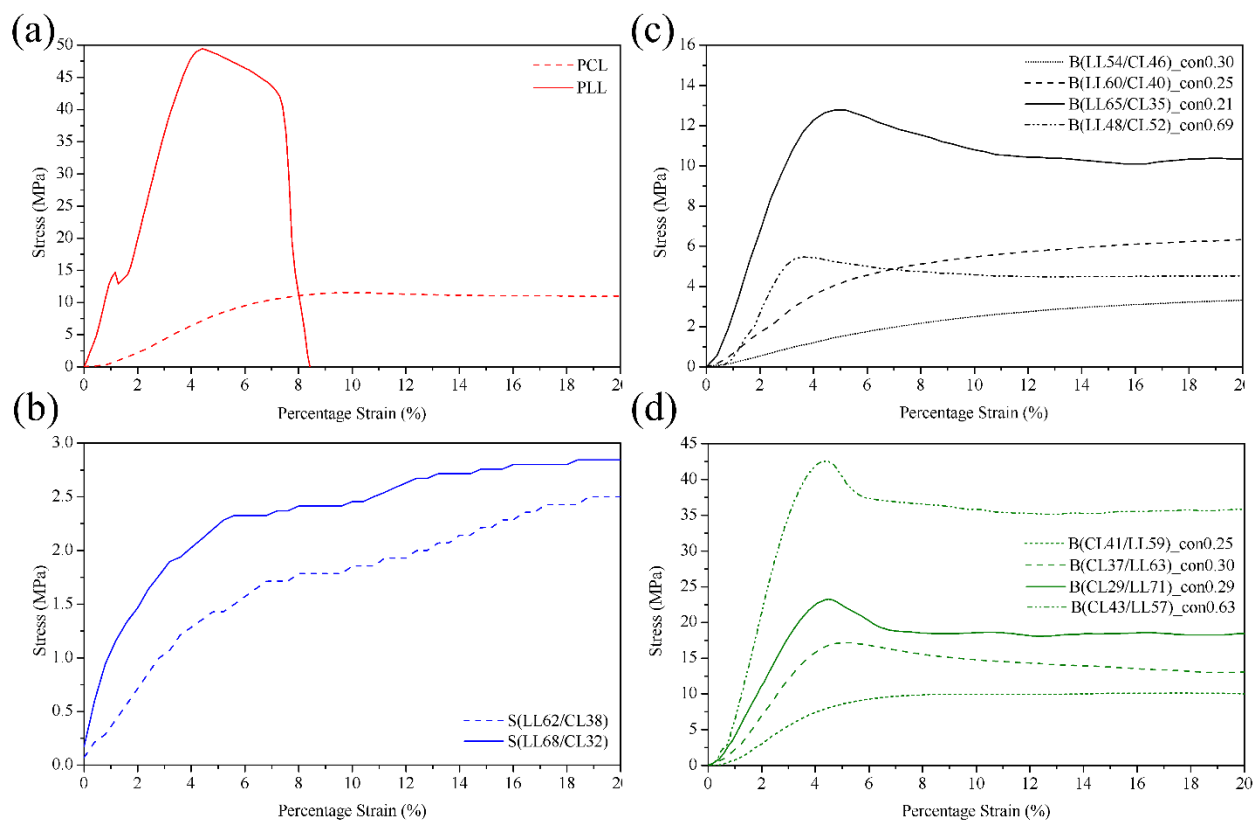 (a)
50
45
40
35
30
25
20
15
10
5
0
Stress (MPa)
PCL
PLL
0 2 4 6 8 10 12 14 16 18 20
Percentage Strain (%)
(b)
3.0
2.5
2.0
1.5
1.0
0.5
0.0
Stress (MPa)
S(LL62/CL38)
S(LL68/CL32)
0 2 4 6 8 10 12 14 16 18 20
Percentage Strain (%)
(c)
16
14
12
10
8
6
4
2
0
Stress (MPa)
B(LL54/CL46)_con0.30
B(LL60/CL40)_con0.25
B(LL65/CL35)_con0.21
B(LL48/CL52)_con0.69
0 2 4 6 8 10 12 14 16 18 20
Percentage Strain (%)
(d)
45
40
35
30
25
20
15
10
5
0
Stress (MPa)
B(CL41/LL59)_con0.25
B(CL37/LL63)_con0.30
B(CL29/LL71)_con0.29
B(CL43/LL57)_con0.63
0 2 4 6 8 10 12 14 16 18 20
Percentage Strain (%)